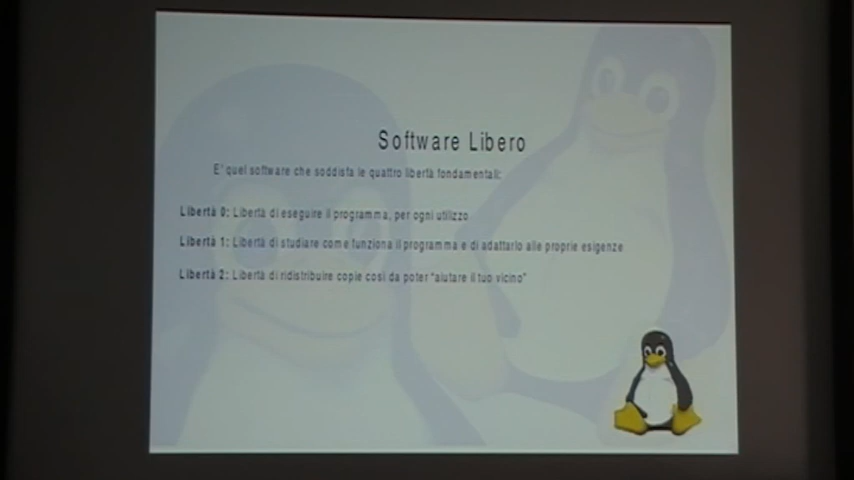 Software Libero
E' quel software che soddisfa le quattro libertà fondamentali:
Libertà 0: Libertà di eseguire il programma, per ogni utilizzo
Libertà 1: Libertà di studiare come funziona il programma e di adattarlo alle proprie esigenze
Libertà 2: Libertà di ridistribuire copie così da poter "aiutare il tuo vicino"